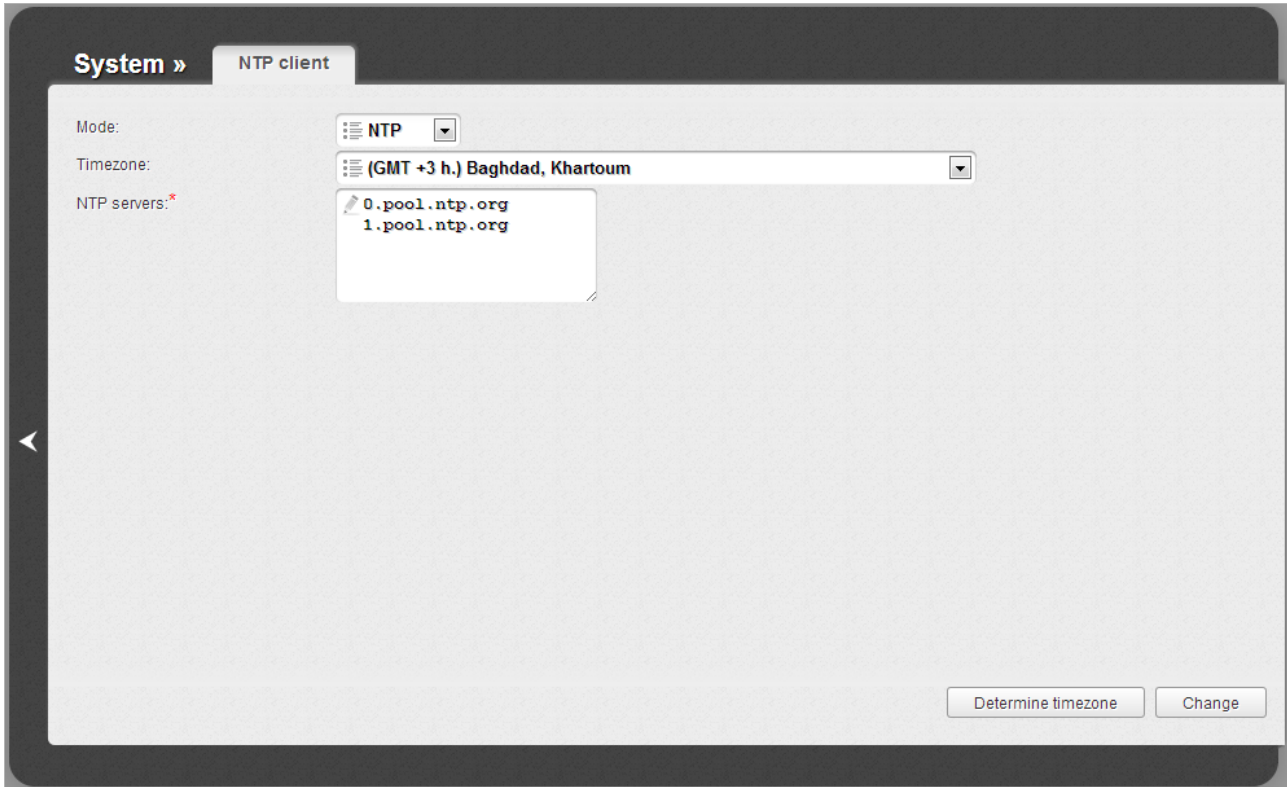 System »
NTP client
Mode:
NTP
Timezone:
(GMT +3 h.) Baghdad, Khartoum
NTP servers:*
0.pool.ntp.org
1.pool.ntp.org
Determine timezone
Change